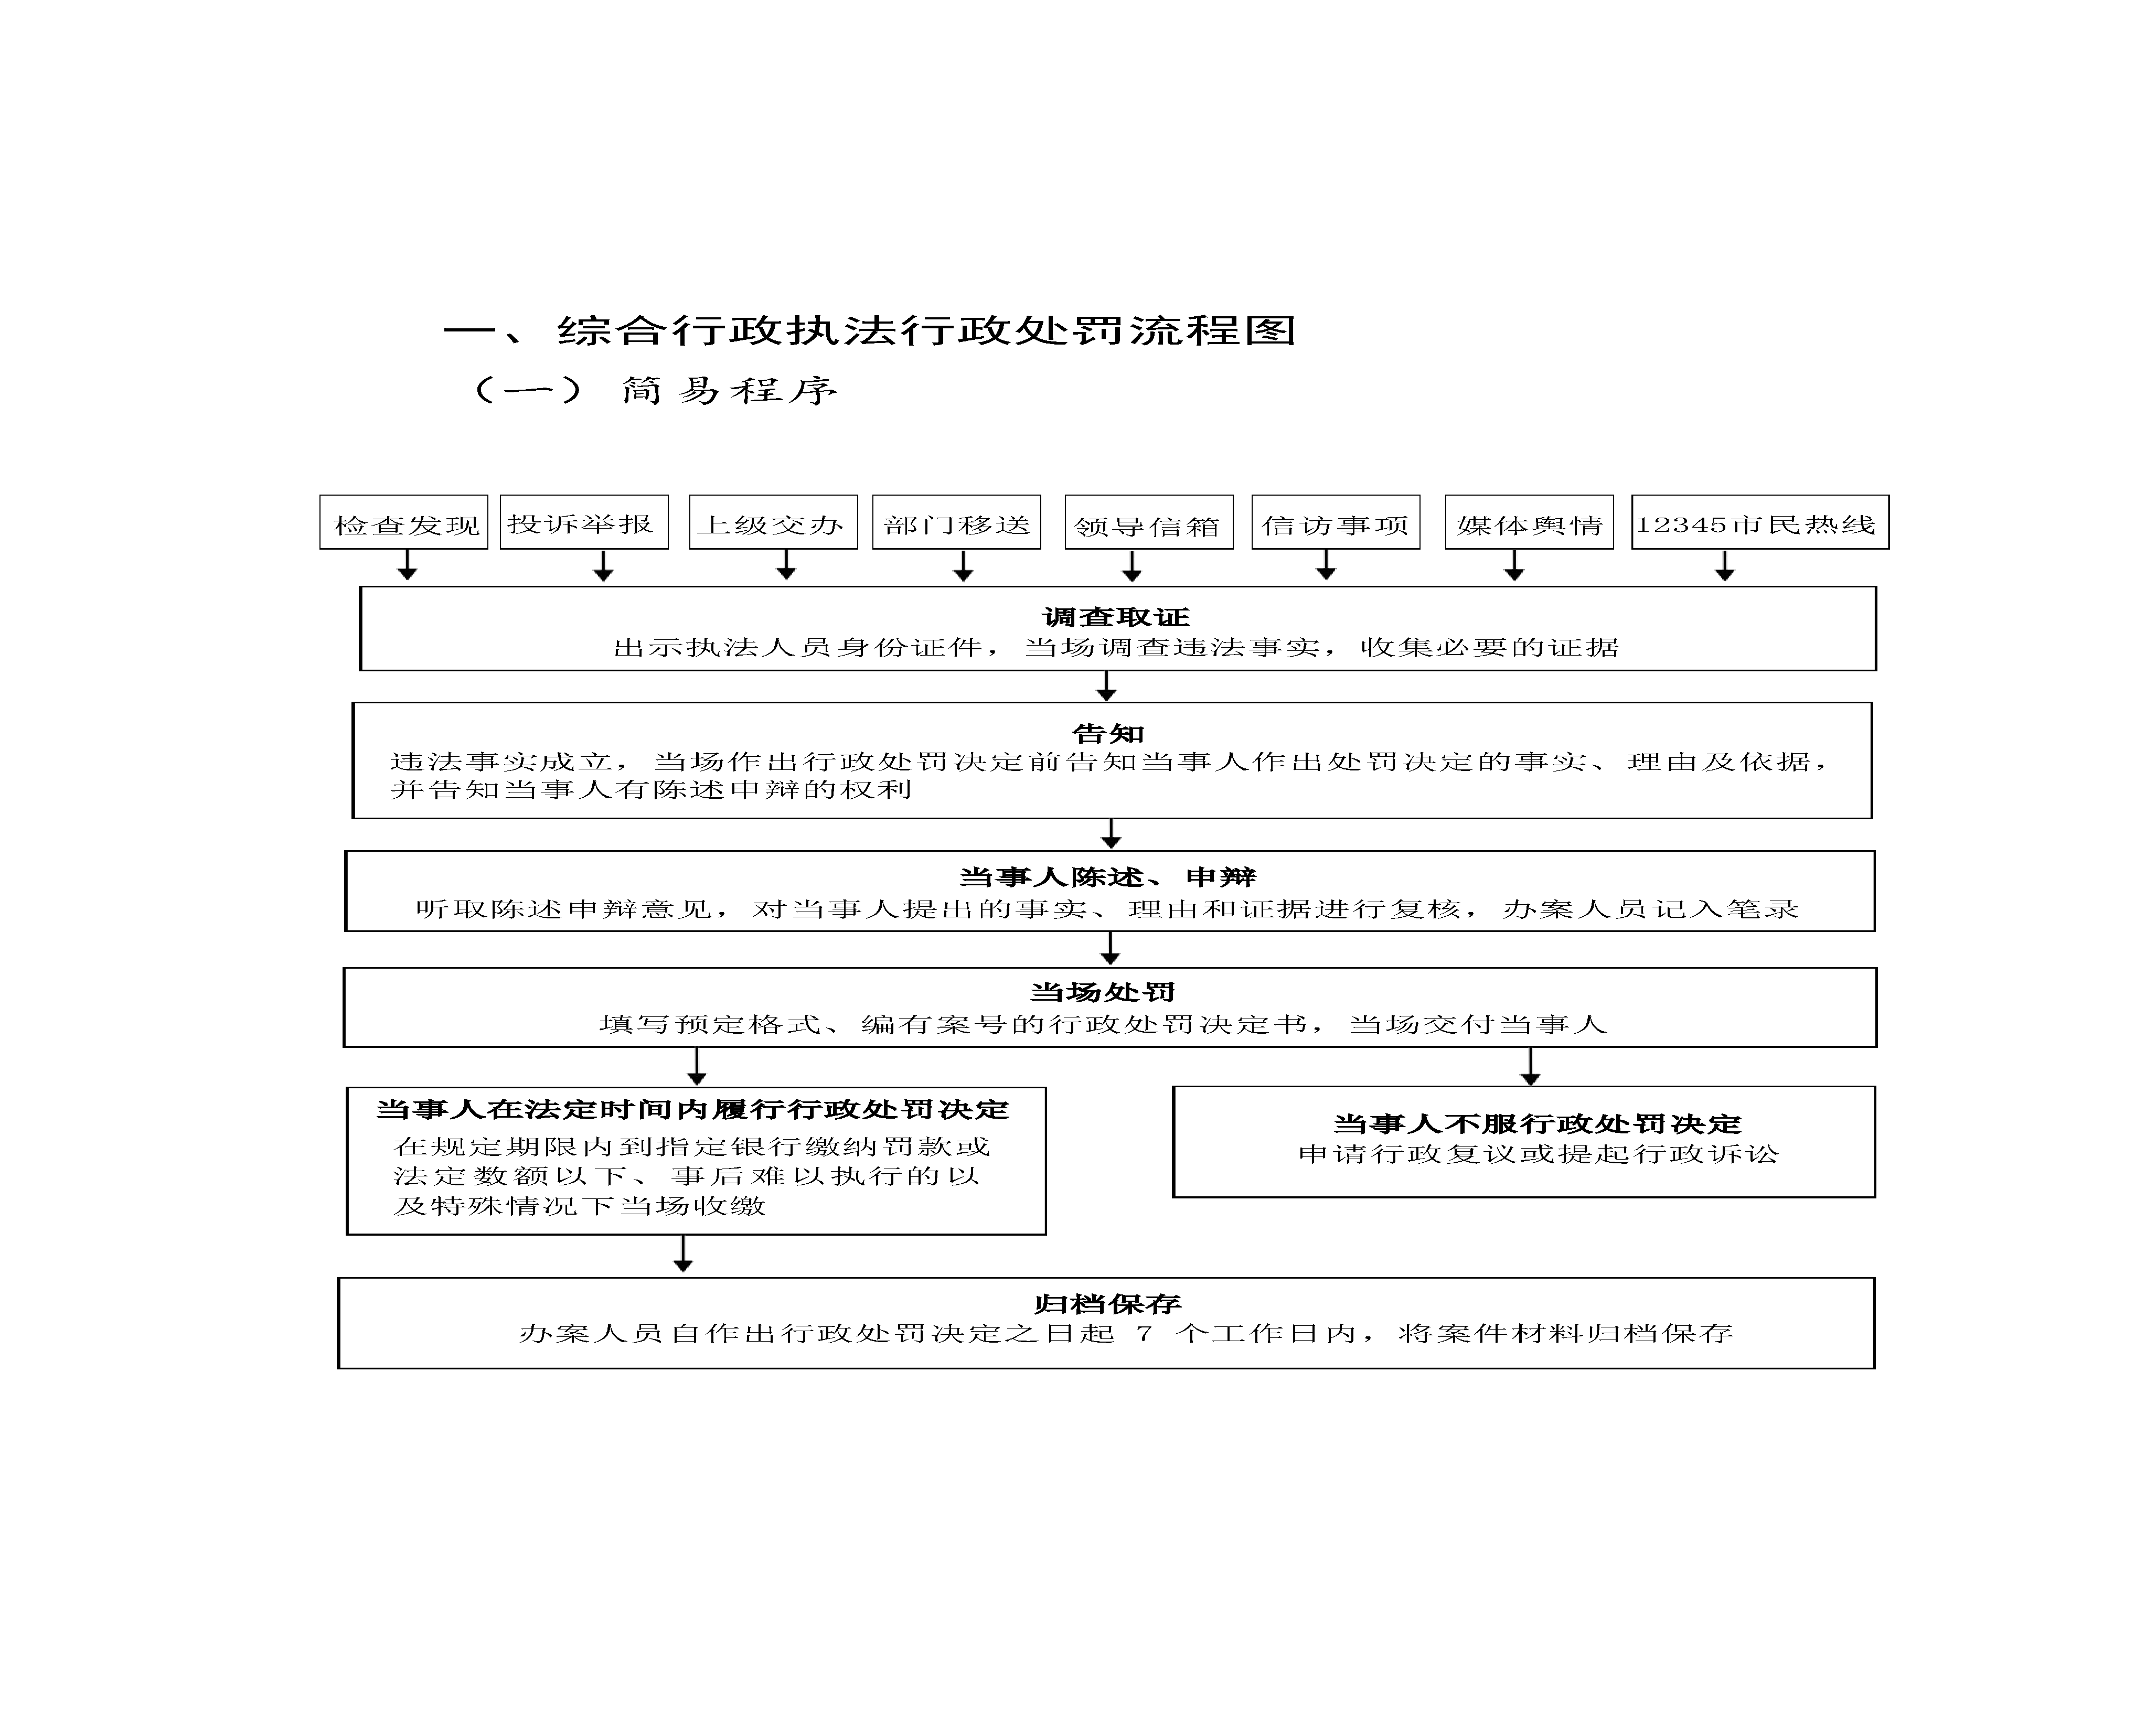 一、综合行政执法行政处罚流程图
（一）简易程序
检查发现 投诉举报 上级交办 部门移送 领导信箱 信访事项 媒体舆情 12345市民热线
调查取证
出示执法人员身份证件，当场调查违法事实，收集必要的证据
告知
违法事实成立，当场作出行政处罚决定前告知当事人作出处罚决定的事实、理由及依据，
并告知当事人有陈述申辩的权利
当事人陈述、申辩
听取陈述申辩意见，对当事人提出的事实、理由和证据进行复核，办案人员记入笔录
当场处罚
填写预定格式、编有案号的行政处罚决定书，当场交付当事人
当事人在法定时间内履行行政处罚决定
在规定期限内到指定银行缴纳罚款或
法定数额以下、事后难以执行的以
及特殊情况下当场收缴
当事人不服行政处罚决定
申请行政复议或提起行政诉讼
归档保存
办案人员自作出行政处罚决定之日起 7 个工作日内，将案件材料归档保存